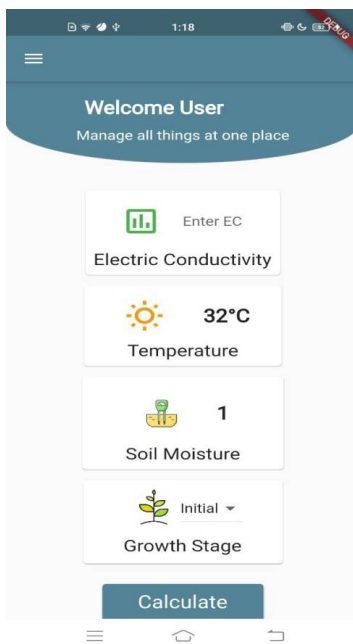 1:18
DEBUG
Welcome User
Manage all things at one place
Enter EC
Electric Conductivity
32°C
Temperature
1
Soil Moisture
Initial
Growth Stage
Calculate